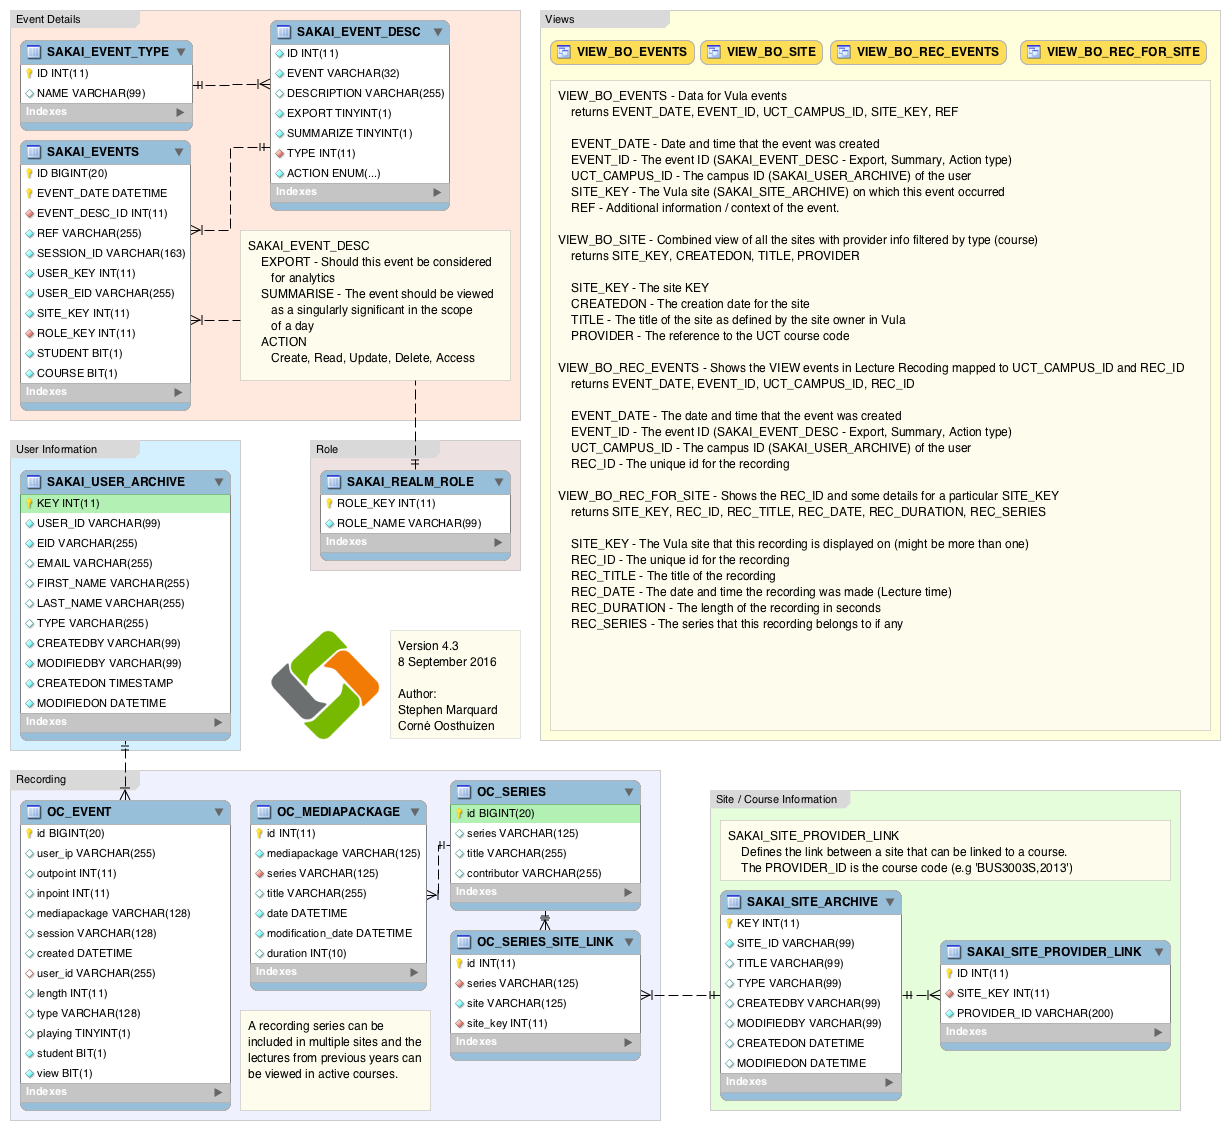 Event Details
SAKAI_EVENT_TYPE
ID INT(11)
NAME VARCHAR(99)
Indexes
SAKAI_EVENT_DESC
ID INT(11)
EVENT VARCHAR(32)
DESCRIPTION VARCHAR(255)
EXPORT TINYINT(1)
SUMMARIZE TINYINT(1)
TYPE INT(11)
ACTION ENUM(...)
Indexes
SAKAI_EVENTS
ID BIGINT(20)
EVENT_DATE DATETIME
EVENT_DESC_ID INT(11)
REF VARCHAR(255)
SESSION_ID VARCHAR(163)
USER_KEY INT(11)
USER_EID VARCHAR(255)
SITE_KEY INT(11)
ROLE_KEY INT(11)
STUDENT BIT(1)
COURSE BIT(1)
Indexes
SAKAI_EVENT_DESC
EXPORT - Should this event be considered
for analytics
SUMMARISE - The event should be viewed
as a singularly significant in the scope
of a day
ACTION
Create, Read, Update, Delete, Access
Views
VIEW_BO_EVENTS
VIEW_BO_SITE
VIEW_BO_REC_EVENTS
VIEW_BO_REC_FOR_SITE
VIEW_BO_EVENTS - Data for Vula events
returns EVENT_DATE, EVENT_ID, UCT_CAMPUS_ID, SITE_KEY, REF
EVENT_DATE - Date and time that the event was created
EVENT_ID - The event ID (SAKAI_EVENT_DESC - Export, Summary, Action type)
UCT_CAMPUS_ID - The campus ID (SAKAI_USER_ARCHIVE) of the user
SITE_KEY - The Vula site (SAKAI_SITE_ARCHIVE) on which this event occurred
REF - Additional information / context of the event.
VIEW_BO_SITE - Combined view of all the sites with provider info filtered by type (course)
returns SITE_KEY, CREATEDON, TITLE, PROVIDER
SITE_KEY - The site KEY
CREATEDON - The creation date for the site
TITLE - The title of the site as defined by the site owner in Vula
PROVIDER - The reference to the UCT course code
VIEW_BO_REC_EVENTS - Shows the VIEW events in Lecture Recoding mapped to UCT_CAMPUS_ID and REC_ID
returns EVENT_DATE, EVENT_ID, UCT_CAMPUS_ID, REC_ID
EVENT_DATE - The date and time that the event was created
EVENT_ID - The event ID (SAKAI_EVENT_DESC - Export, Summary, Action type)
UCT_CAMPUS_ID - The campus ID (SAKAI_USER_ARCHIVE) of the user
REC_ID - The unique id for the recording
VIEW_BO_REC_FOR_SITE - Shows the REC_ID and some details for a particular SITE_KEY
returns SITE_KEY, REC_ID, REC_TITLE, REC_DATE, REC_DURATION, REC_SERIES
SITE_KEY - The Vula site that this recording is displayed on (might be more than one)
REC_ID - The unique id for the recording
REC_TITLE - The title of the recording
REC_DATE - The date and time the recording was made (Lecture time)
REC_DURATION - The length of the recording in seconds
REC_SERIES - The series that this recording belongs to if any
User Information
SAKAI_USER_ARCHIVE
KEY INT(11)
USER_ID VARCHAR(99)
EID VARCHAR(255)
EMAIL VARCHAR(255)
FIRST_NAME VARCHAR(255)
LAST_NAME VARCHAR(255)
TYPE VARCHAR(255)
CREATEDBY VARCHAR(99)
MODIFIEDBY VARCHAR(99)
CREATEDON TIMESTAMP
MODIFIEDON DATETIME
Indexes
Role
SAKAI_REALM_ROLE
ROLE_KEY INT(11)
ROLE_NAME VARCHAR(99)
Indexes
Version 4.3
8 September 2016
Author:
Stephen Marquard
Corné Oosthuizen
Recording
OC_EVENT
id BIGINT(20)
user_ip VARCHAR(255)
outpoint INT(11)
inpoint INT(11)
mediapackage VARCHAR(128)
session VARCHAR(128)
created DATETIME
user_id VARCHAR(255)
length INT(11)
type VARCHAR(128)
playing TINYINT(1)
student BIT(1)
view BIT(1)
Indexes
OC_MEDIAPACKAGE
id INT(11)
mediapackage VARCHAR(125)
series VARCHAR(125)
title VARCHAR(255)
date DATETIME
modification_date DATETIME
duration INT(10)
Indexes
OC_SERIES
id BIGINT(20)
series VARCHAR(125)
title VARCHAR(255)
contributor VARCHAR(255)
Indexes
OC_SERIES_SITE_LINK
id INT(11)
series VARCHAR(125)
site VARCHAR(125)
site_key INT(11)
Indexes
A recording series can be
included in multiple sites and the
lectures from previous years can
be viewed in active courses.
Site / Course Information
SAKAI_SITE_PROVIDER_LINK
Defines the link between a site that can be linked to a course.
The PROVIDER_ID is the course code (e.g 'BUS3003S,2013')
SAKAI_SITE_ARCHIVE
KEY INT(11)
SITE_ID VARCHAR(99)
TITLE VARCHAR(99)
TYPE VARCHAR(99)
CREATEDBY VARCHAR(99)
MODIFIEDBY VARCHAR(99)
CREATEDON DATETIME
MODIFIEDON DATETIME
Indexes
SAKAI_SITE_PROVIDER_LINK
ID INT(11)
SITE_KEY INT(11)
PROVIDER_ID VARCHAR(200)
Indexes